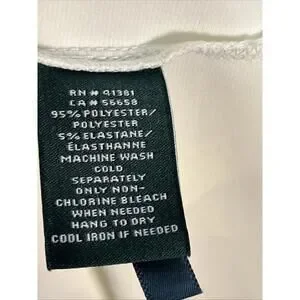 RN # 41381
CA # 56658
95% POLYESTER/
POLYESTER
5% ELASTANE/
ÉLASTHANNE
MACHINE WASH
COLD
SEPARATELY
ONLY NON-
CHLORINE BLEACH
WHEN NEEDED
HANG TO DRY
COOL IRON IF NEEDED